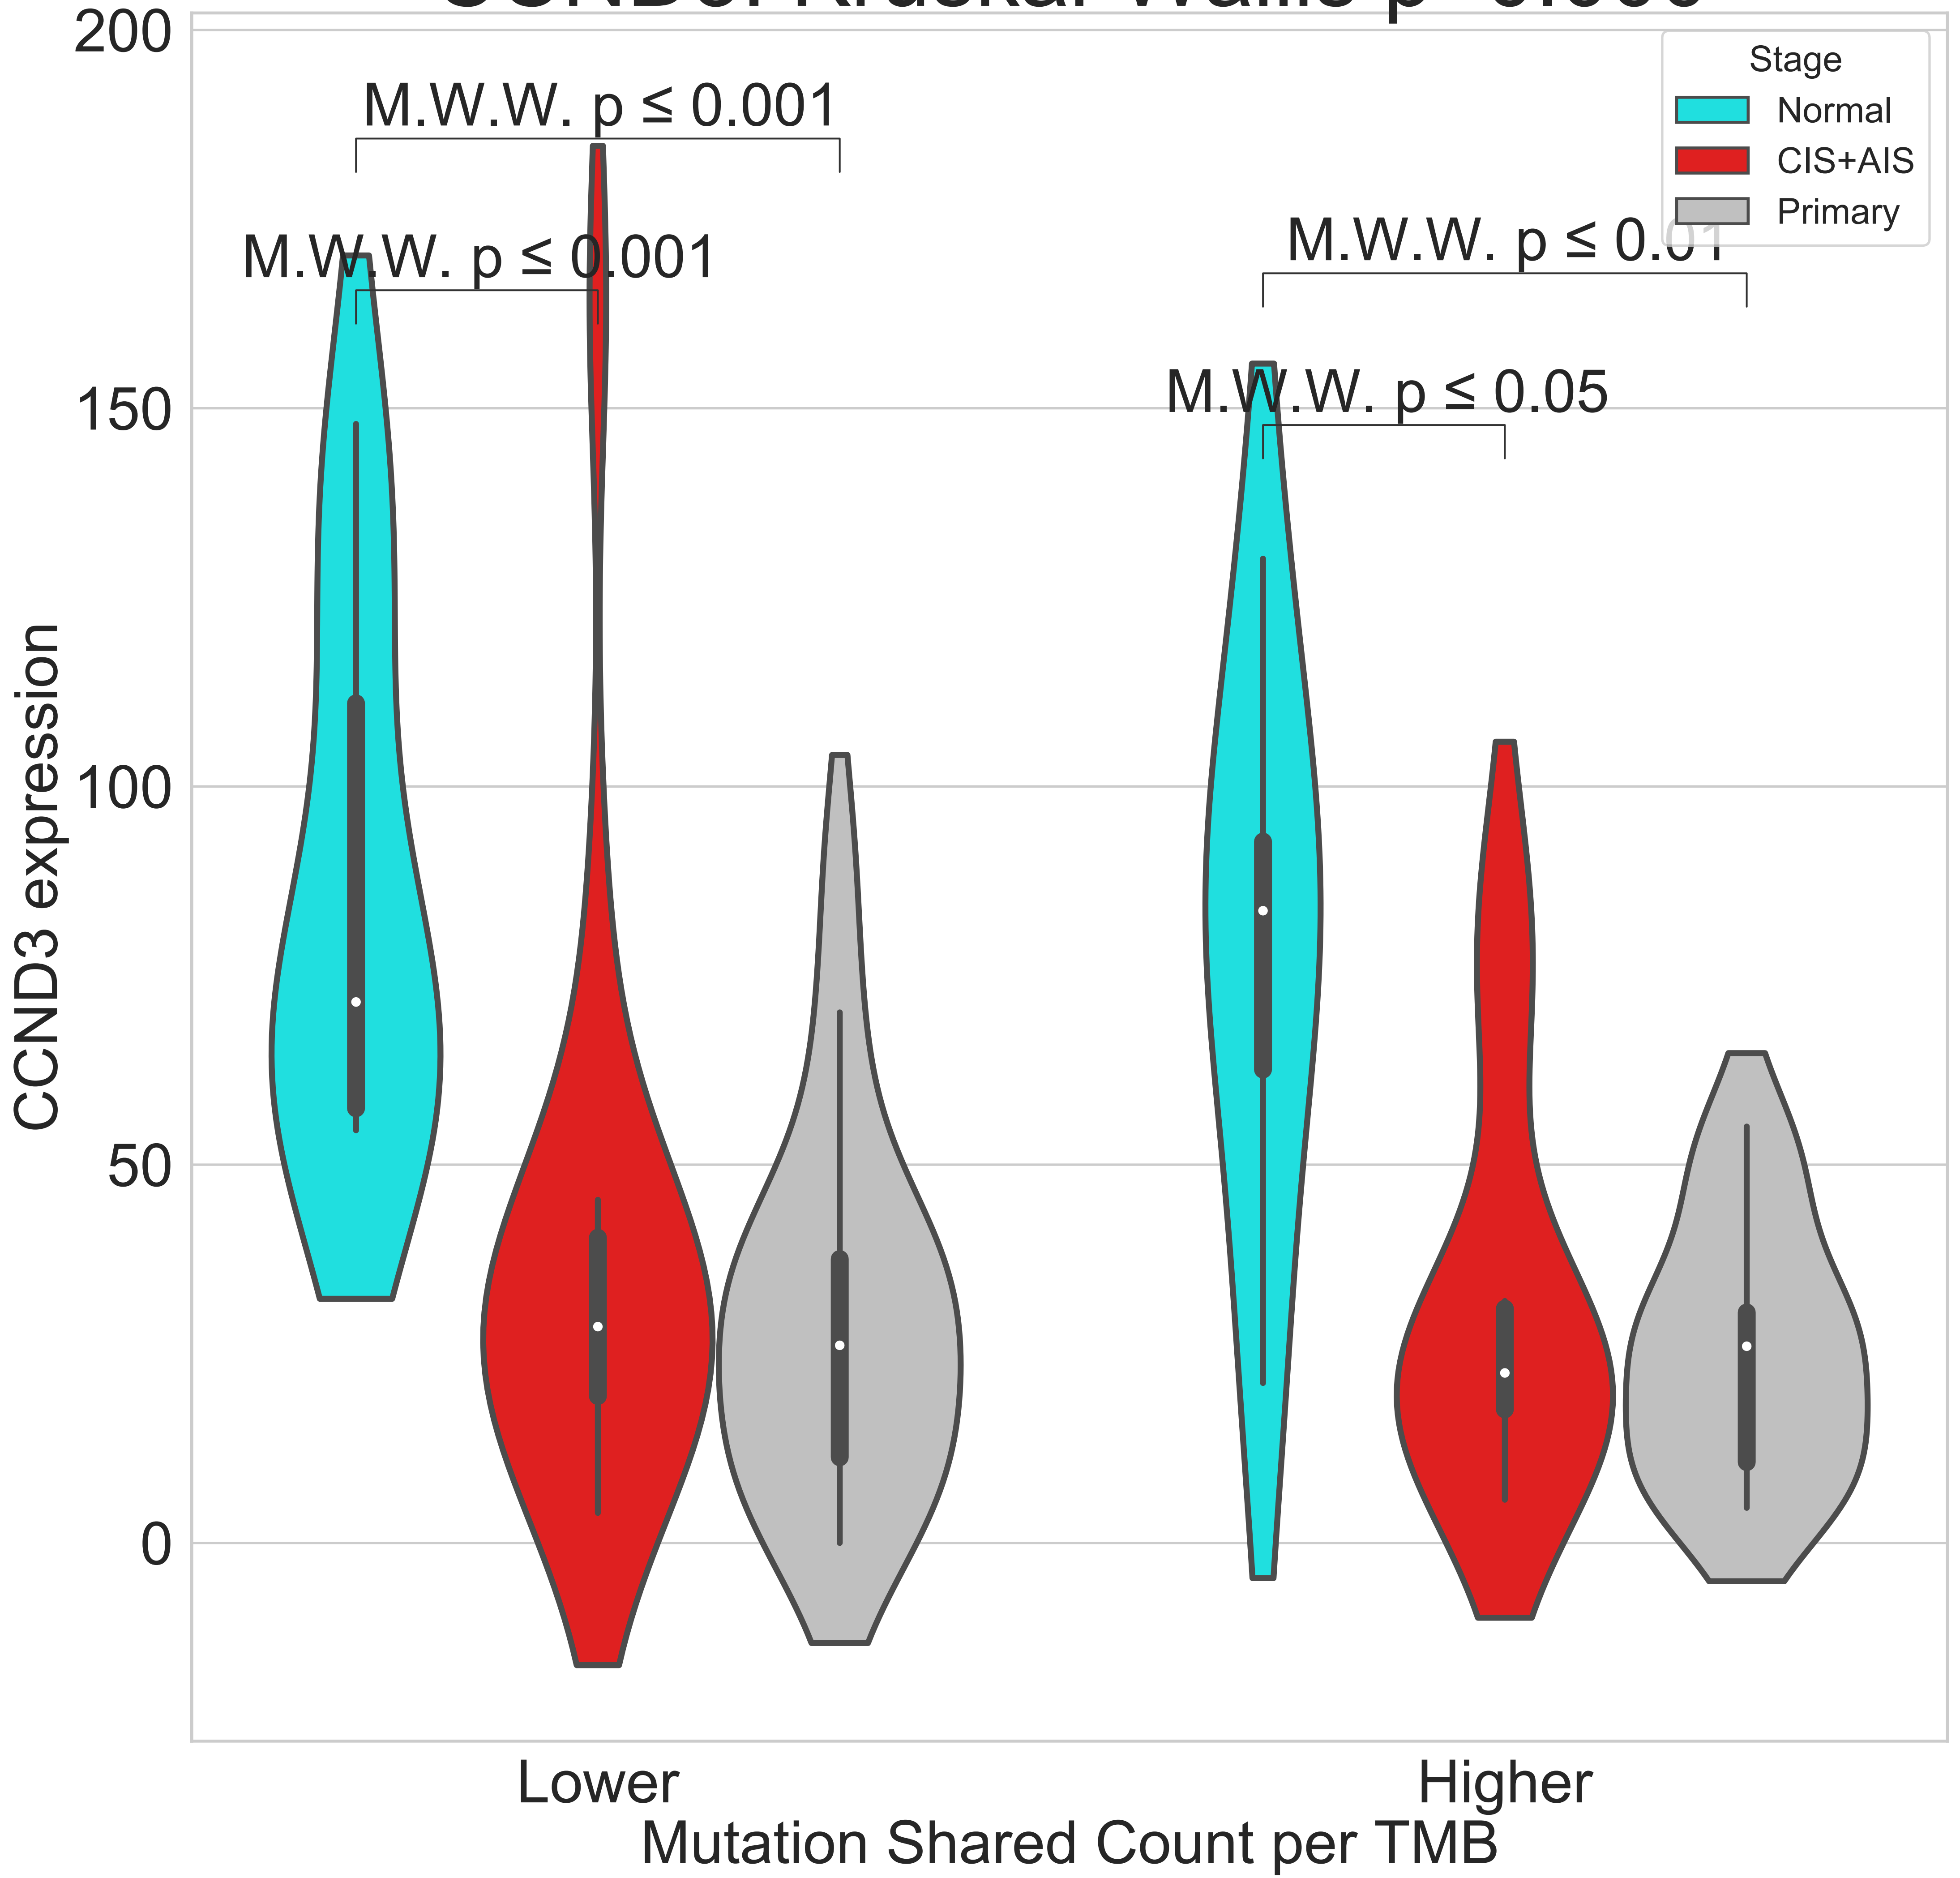 200
M.W.W. p ≤ 0.001
Stage
Normal
CIS+AIS
Primary
M.W.W. p ≤ 0.001
M.W.W. p ≤ 0.01
150
M.W.W. p ≤ 0.05
CCND3 expression
100
50
0
Lower
Higher
Mutation Shared Count per TMB